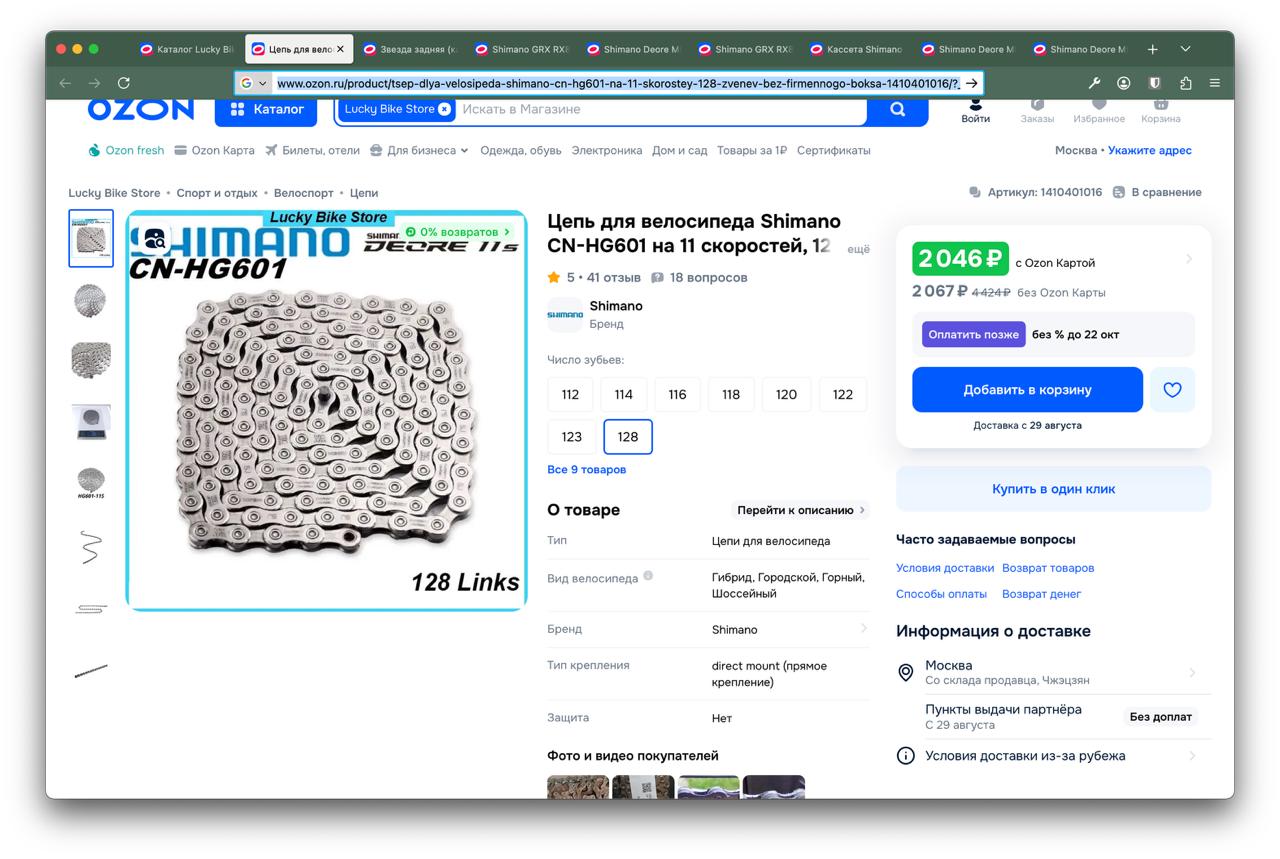 Каталог Lucky Bi
Цепь для вело
Звезда задняя (к
Shimano GRX RX8
Shimano Deore M
Shimano GRX RX8
Кассета Shimano
Shimano Deore M
Shimano Deore M
www.ozon.ru/product/tsep-dlya-velosipeda-shimano-cn-hg601-na-11-skorostey-128-zvenev-bez-firmennogo-boksa-1410401016/?
OZON
Каталог
Lucky Bike Store
Искать в Магазине
Войти
Заказы
Избранное
Корзина
Ozon fresh
Ozon Карта
Билеты, отели
Для бизнеса
Одежда, обувь
Электроника
Дом и сад
Товары за 1₽
Сертификаты
Москва • Укажите адрес
Lucky Bike Store • Спорт и отдых • Велоспорт • Цепи
Артикул: 1410401016
В сравнение
Lucky Bike Store
0% возвратов
SHIMANO
DEORE 11s
CN-HG601
128 Links
HG601-11S
Цепь для велосипеда Shimano
CN-HG601 на 11 скоростей, 12
ещё
5 • 41 отзыв
18 вопросов
SHIMANO
Shimano
Бренд
Число зубьев:
112
114
116
118
120
122
123
128
Все 9 товаров
О товаре
Перейти к описанию
Тип
Цепи для велосипеда
Вид велосипеда
Гибрид, Городской, Горный,
Шоссейный
Бренд
Shimano
Тип крепления
direct mount (прямое
крепление)
Защита
Нет
Фото и видео покупателей
2 046 ₽ с Ozon Картой
2 067 ₽ 4 424 ₽ без Ozon Карты
Оплатить позже
без % до 22 окт
Добавить в корзину
Доставка с 29 августа
Купить в один клик
Часто задаваемые вопросы
Условия доставки
Возврат товаров
Способы оплаты
Возврат денег
Информация о доставке
Москва
Со склада продавца, Чжэцзян
Пункты выдачи партнёра
С 29 августа
Без доплат
Условия доставки из-за рубежа